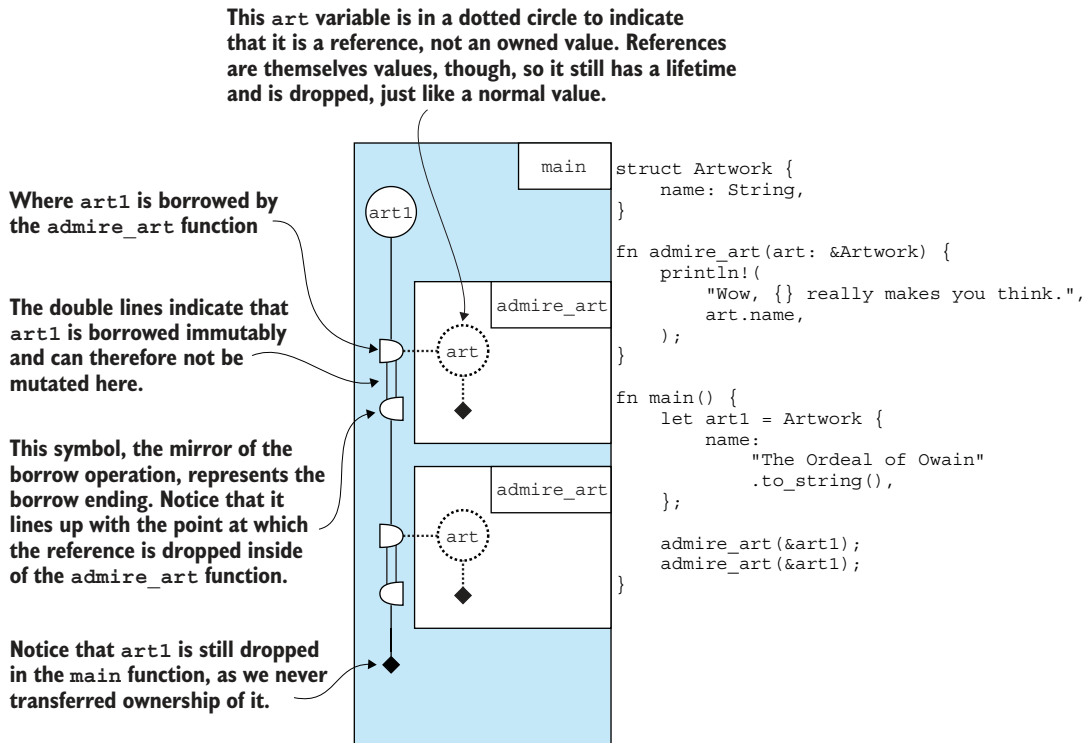 This art variable is in a dotted circle to indicate
that it is a reference, not an owned value. References
are themselves values, though, so it still has a lifetime
and is dropped, just like a normal value.
Where art1 is borrowed by
the admire_art function
The double lines indicate that
art1 is borrowed immutably
and can therefore not be
mutated here.
This symbol, the mirror of the
borrow operation, represents the
borrow ending. Notice that it
lines up with the point at which
the reference is dropped inside
of the admire_art function.
Notice that art1 is still dropped
in the main function, as we never
transferred ownership of it.
main
art1
admire_art
art
admire_art
art
struct Artwork {
    name: String,
}
fn admire_art(art: &Artwork) {
    println!(
        "Wow, {} really makes you think.",
        art.name,
    );
}
fn main() {
    let art1 = Artwork {
        name:
            "The Ordeal of Owain"
            .to_string(),
    };
    admire_art(&art1);
    admire_art(&art1);
}